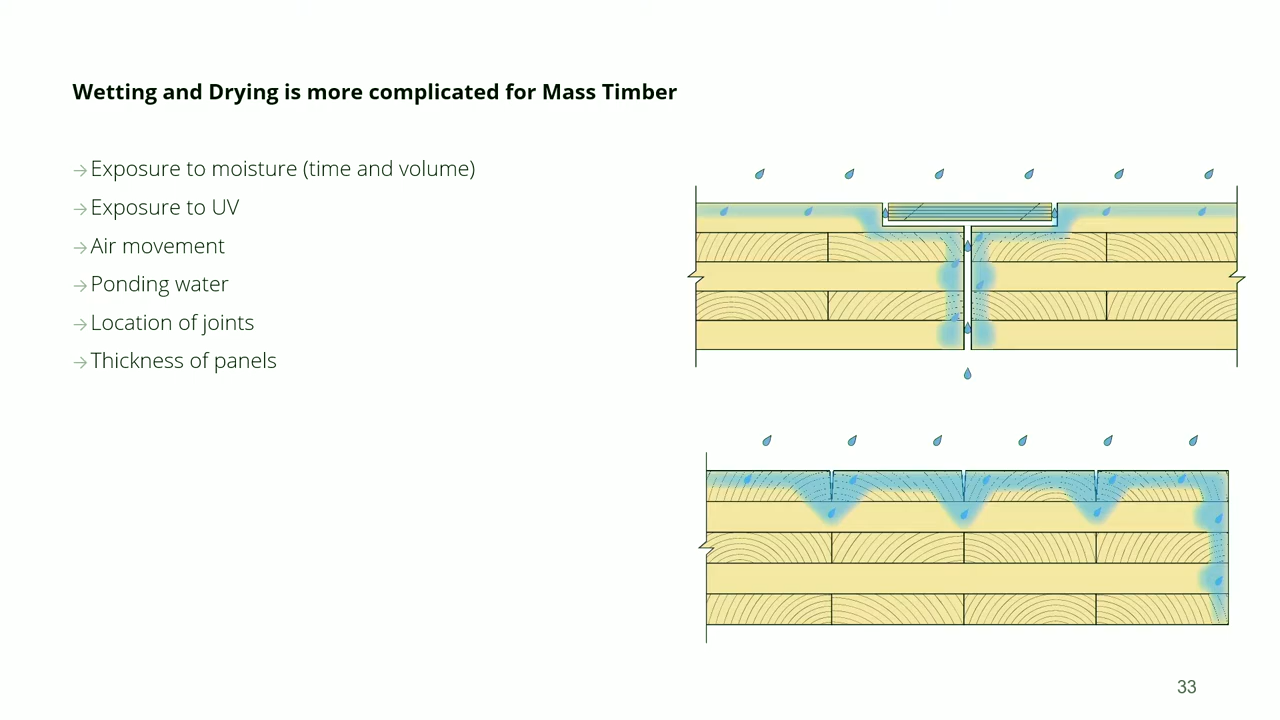 Wetting and Drying is more complicated for Mass Timber
→Exposure to moisture (time and volume)
→Exposure to UV
→Air movement
→Ponding water
→Location of joints
→Thickness of panels
33